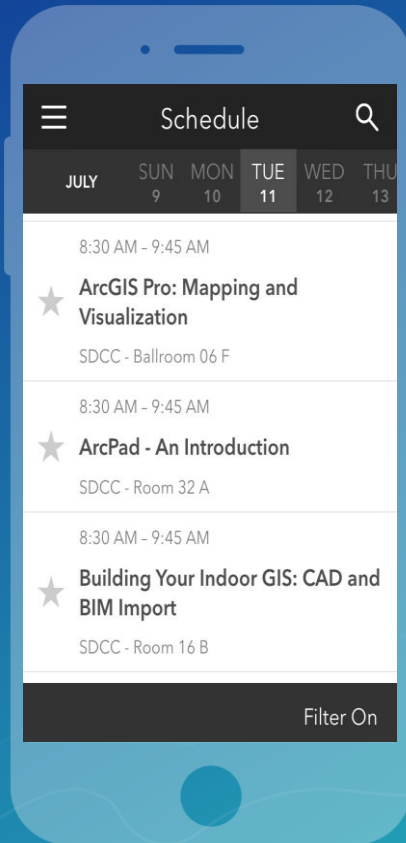 Schedule
JULY
SUN MON TUE WED THU
9 10 11 12 13
8:30 AM – 9:45 AM
ArcGIS Pro: Mapping and
Visualization
SDCC - Ballroom 06 F
8:30 AM – 9:45 AM
ArcPad - An Introduction
SDCC - Room 32 A
8:30 AM – 9:45 AM
Building Your Indoor GIS: CAD and
BIM Import
SDCC - Room 16 B
Filter On